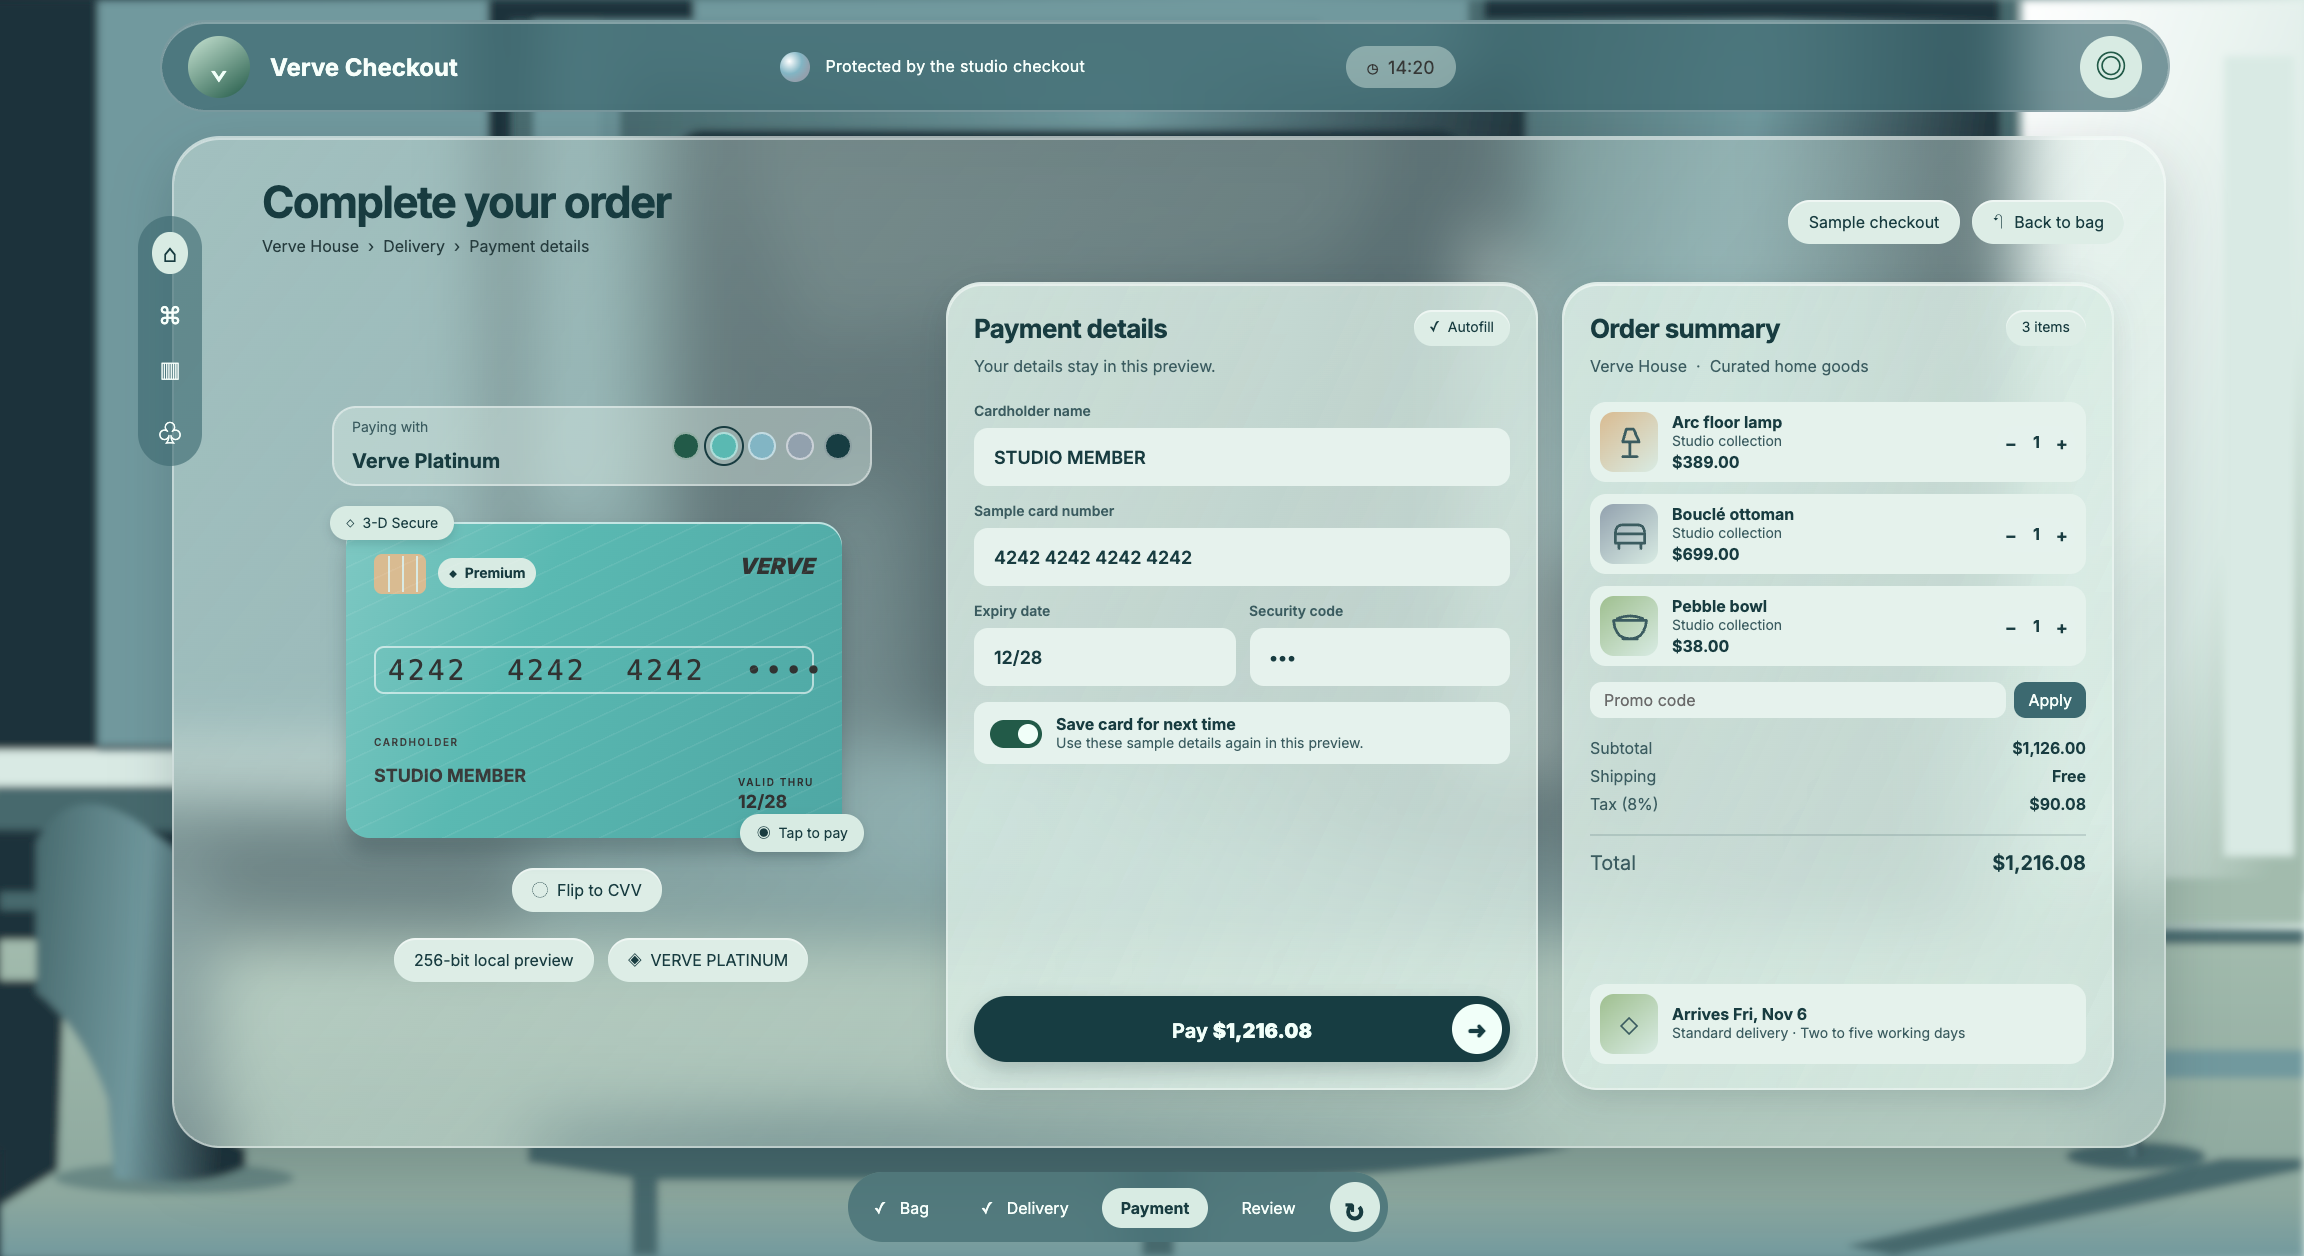 Verve Checkout
Protected by the studio checkout
14:20
Complete your order
Verve House › Delivery › Payment details
Sample checkout
Back to bag
Paying with
Verve Platinum
3-D Secure
Premium
VERVE
4242 4242 4242 ••••
CARDHOLDER
STUDIO MEMBER
VALID THRU
12/28
Tap to pay
Flip to CVV
256-bit local preview
VERVE PLATINUM
Payment details
✓ Autofill
Your details stay in this preview.
Cardholder name
STUDIO MEMBER
Sample card number
4242 4242 4242 4242
Expiry date
Security code
12/28
•••
Save card for next time
Use these sample details again in this preview.
Pay $1,216.08 ➔
Order summary
3 items
Verve House · Curated home goods
Arc floor lamp
Studio collection
$389.00
− 1 +
Bouclé ottoman
Studio collection
$699.00
− 1 +
Pebble bowl
Studio collection
$38.00
− 1 +
Promo code
Apply
Subtotal $1,126.00
Shipping Free
Tax (8%) $90.08
Total $1,216.08
Arrives Fri, Nov 6
Standard delivery · Two to five working days
✓ Bag
✓ Delivery
Payment
Review